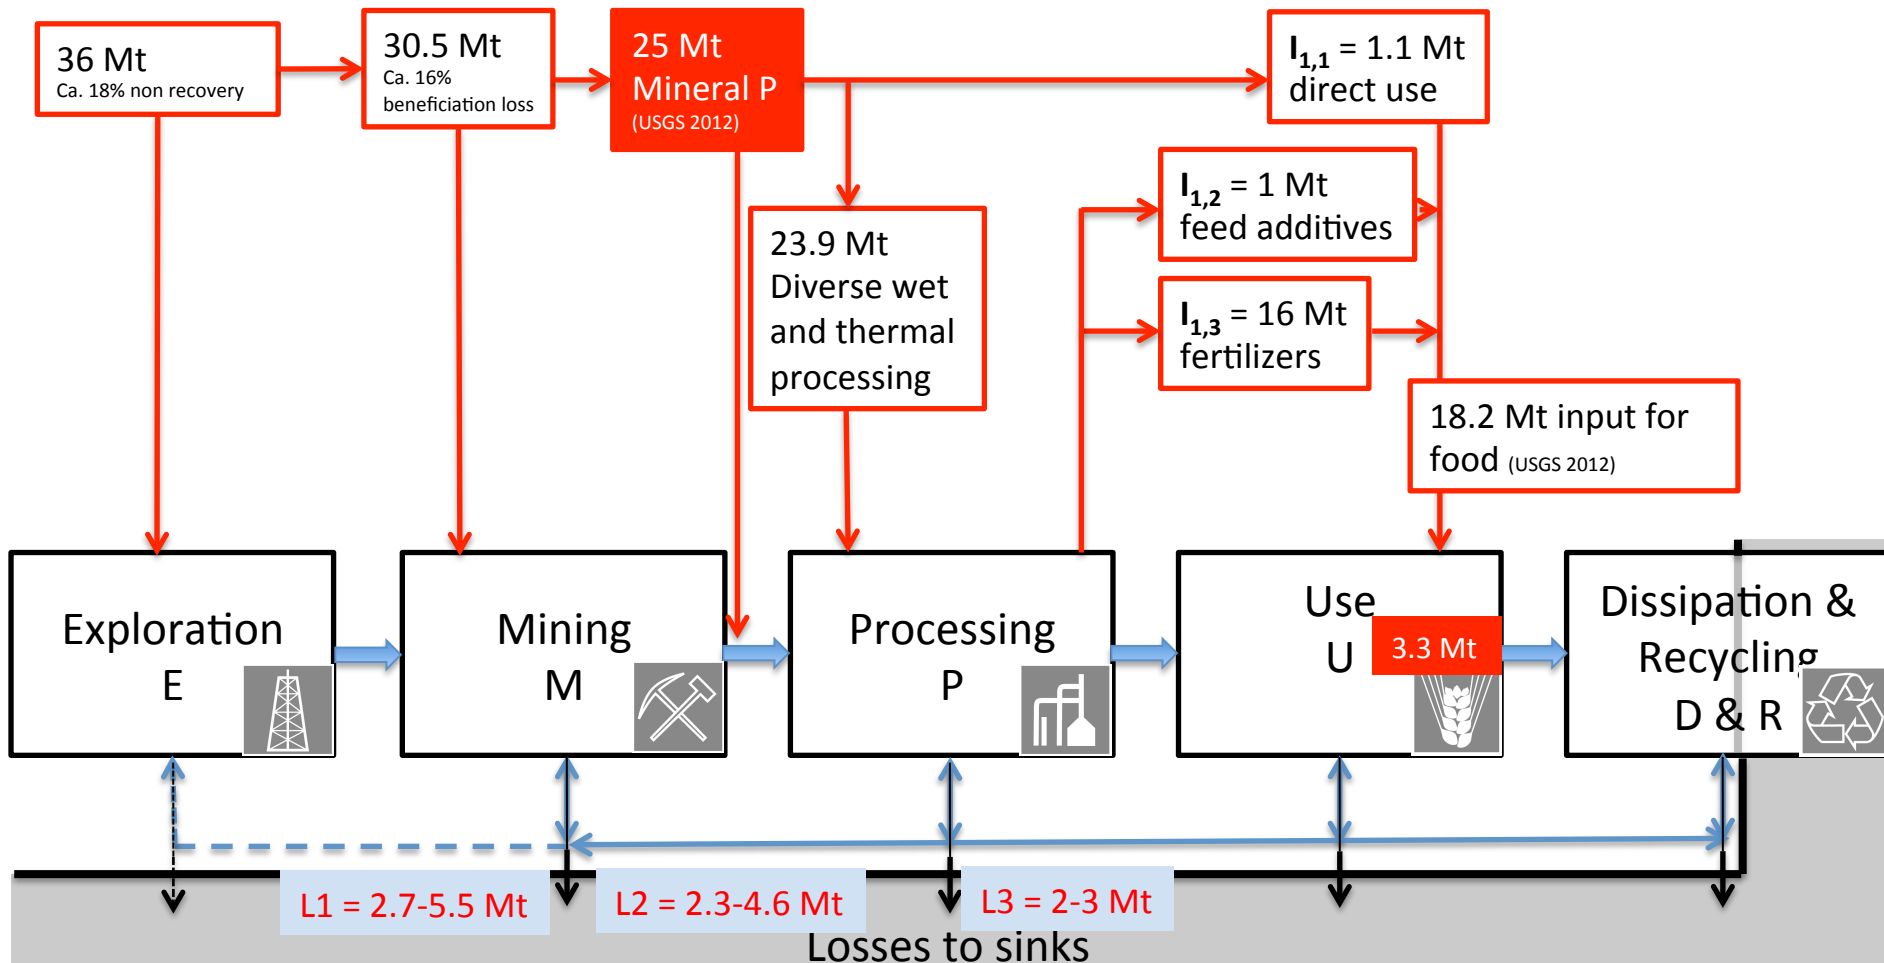 36 Mt
Ca. 18% non recovery
30.5 Mt
Ca. 16%
beneficiation loss
25 Mt
Mineral P
(USGS 2012)
I1,1 = 1.1 Mt
direct use
I1,2 = 1 Mt
feed additives
23.9 Mt
Diverse wet
and thermal
processing
I1,3 = 16 Mt
fertilizers
18.2 Mt input for
food (USGS 2012)
Exploration
E
Mining
M
Processing
P
Use
U
3.3 Mt
Dissipation &
Recycling
D & R
L1 = 2.7-5.5 Mt
L2 = 2.3-4.6 Mt
L3 = 2-3 Mt
Losses to sinks